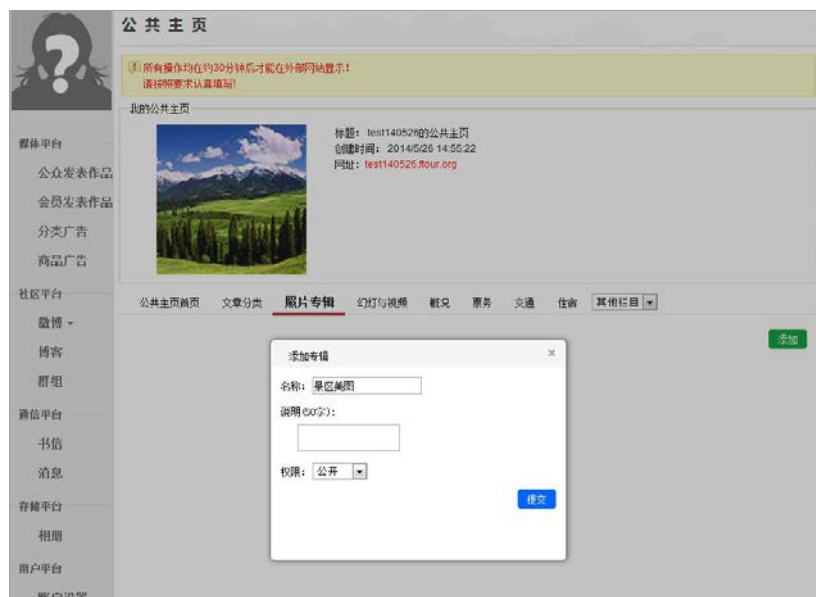 公共主页
所有操作均在约30分钟后才能在外部网站显示!
请按照要求认真填写!
我的公共主页
标题: test140526的公共主页
创建时间: 2014/5/26 14:55:22
网址: test140526.ftour.org
媒体平台
公众发表作品
会员发表作品
分类广告
商品广告
社区平台
微博
博客
群组
通信平台
书信
消息
存储平台
相册
用户平台
账户设置
公共主页首页 文章分类 照片专辑 幻灯与视频 概况 票务 交通 住宿 其他栏目
添加
添加专辑 ×
名称: 景区美图
说明(50字):
权限: 公开
提交